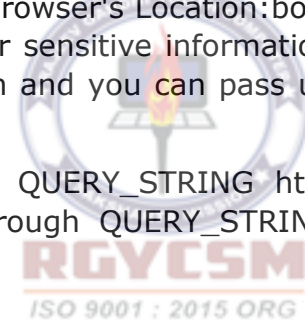 rowser's Location:bo
r sensitive informatio
n and you can pass u
QUERY_STRING ht
rough QUERY_STRIN
RGYCSM
ISO 9001 : 2015 ORG